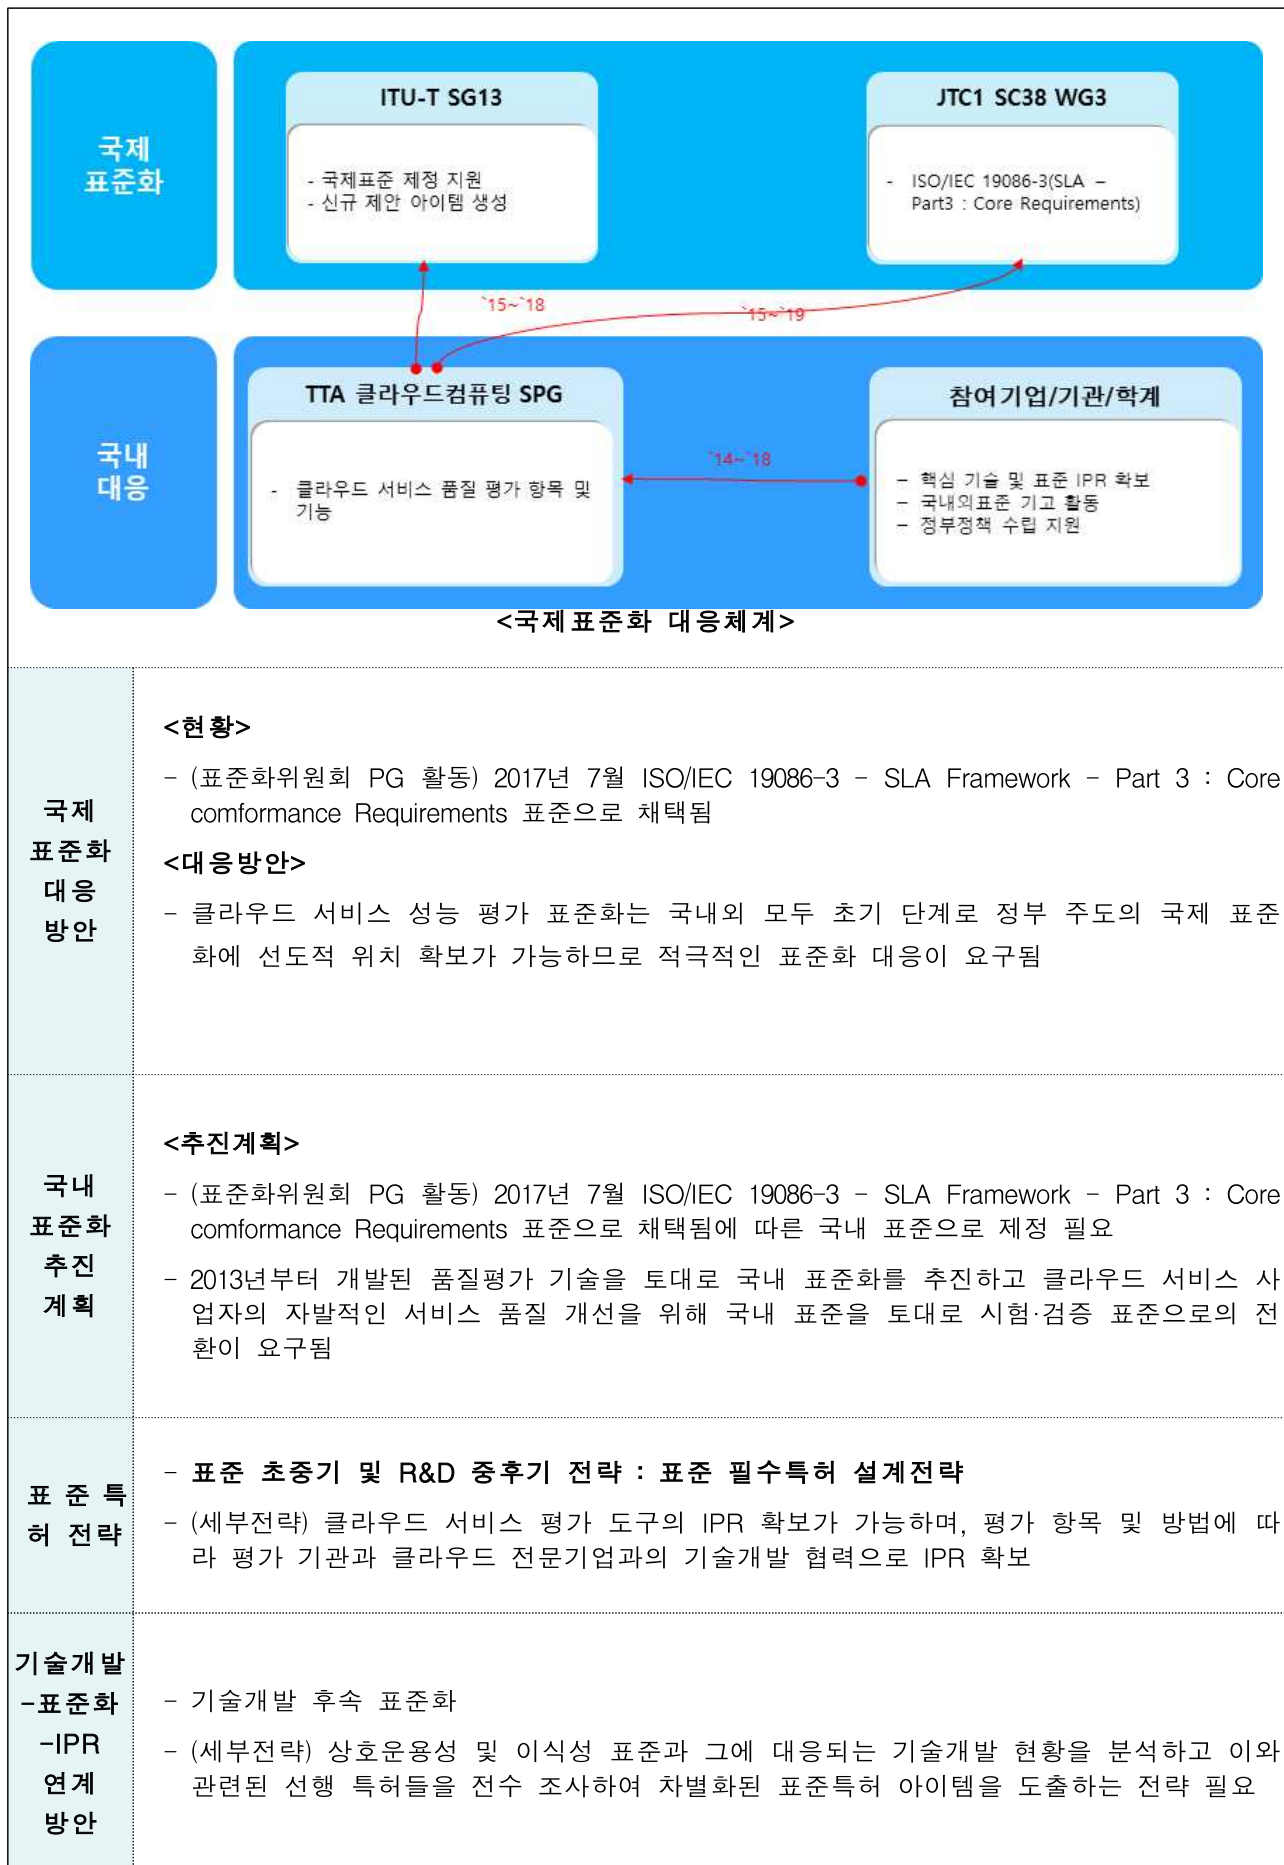 국제
표준화
ITU-T SG13
- 국제표준 제정 지원
- 신규 제안 아이템 생성
JTC1 SC38 WG3
- ISO/IEC 19086-3(SLA –
Part3 : Core Requirements)
`15~`18
`15~`19
국내
대응
TTA 클라우드컴퓨팅 SPG
- 클라우드 서비스 품질 평가 항목 및
기능
`14~`18
참여기업/기관/학계
– 핵심 기술 및 표준 IPR 확보
– 국내외표준 기고 활동
– 정부정책 수립 지원
<국제표준화 대응체계>
국제
표준화
대응
방안
<현황>
- (표준화위원회 PG 활동) 2017년 7월 ISO/IEC 19086-3 - SLA Framework - Part 3 : Core
comformance Requirements 표준으로 채택됨
<대응방안>
- 클라우드 서비스 성능 평가 표준화는 국내외 모두 초기 단계로 정부 주도의 국제 표준
화에 선도적 위치 확보가 가능하므로 적극적인 표준화 대응이 요구됨
국내
표준화
추진
계획
<추진계획>
- (표준화위원회 PG 활동) 2017년 7월 ISO/IEC 19086-3 - SLA Framework - Part 3 : Core
comformance Requirements 표준으로 채택됨에 따른 국내 표준으로 제정 필요
- 2013년부터 개발된 품질평가 기술을 토대로 국내 표준화를 추진하고 클라우드 서비스 사
업자의 자발적인 서비스 품질 개선을 위해 국내 표준을 토대로 시험·검증 표준으로의 전
환이 요구됨
표 준 특
허 전략
- 표준 초중기 및 R&D 중후기 전략 : 표준 필수특허 설계전략
- (세부전략) 클라우드 서비스 평가 도구의 IPR 확보가 가능하며, 평가 항목 및 방법에 따
라 평가 기관과 클라우드 전문기업과의 기술개발 협력으로 IPR 확보
기술개발
-표준화
-IPR
연계
방안
- 기술개발 후속 표준화
- (세부전략) 상호운용성 및 이식성 표준과 그에 대응되는 기술개발 현황을 분석하고 이와
관련된 선행 특허들을 전수 조사하여 차별화된 표준특허 아이템을 도출하는 전략 필요